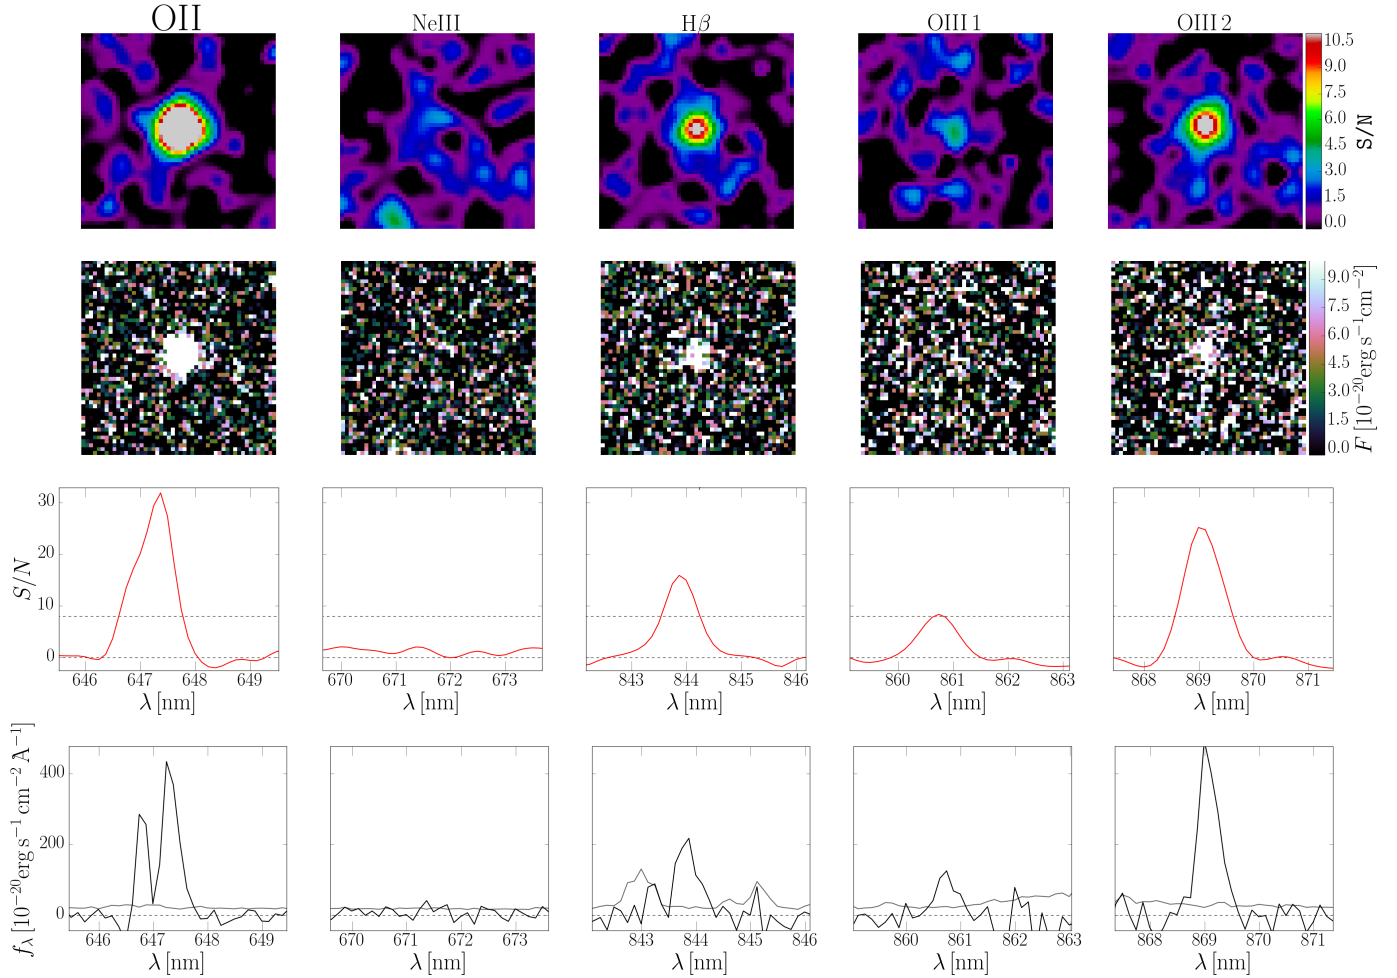 OII NeIII Hβ OIII 1 OIII 2
10.5
9.0
7.5
6.0
4.5
3.0
1.5
0.0
S/N
9.0
7.5
6.0
4.5
3.0
1.5
0.0
F [10⁻²⁰erg s⁻¹cm⁻²]
30
20
10
0
S/N
646 647 648 649 670 671 672 673 843 844 845 846 860 861 862 863 868 869 870 871
λ [nm] λ [nm] λ [nm] λ [nm] λ [nm]
400
200
0
f_λ [10⁻²⁰erg s⁻¹ cm⁻² A⁻¹]
646 647 648 649 670 671 672 673 843 844 845 846 860 861 862 863 868 869 870 871
λ [nm] λ [nm] λ [nm] λ [nm] λ [nm]